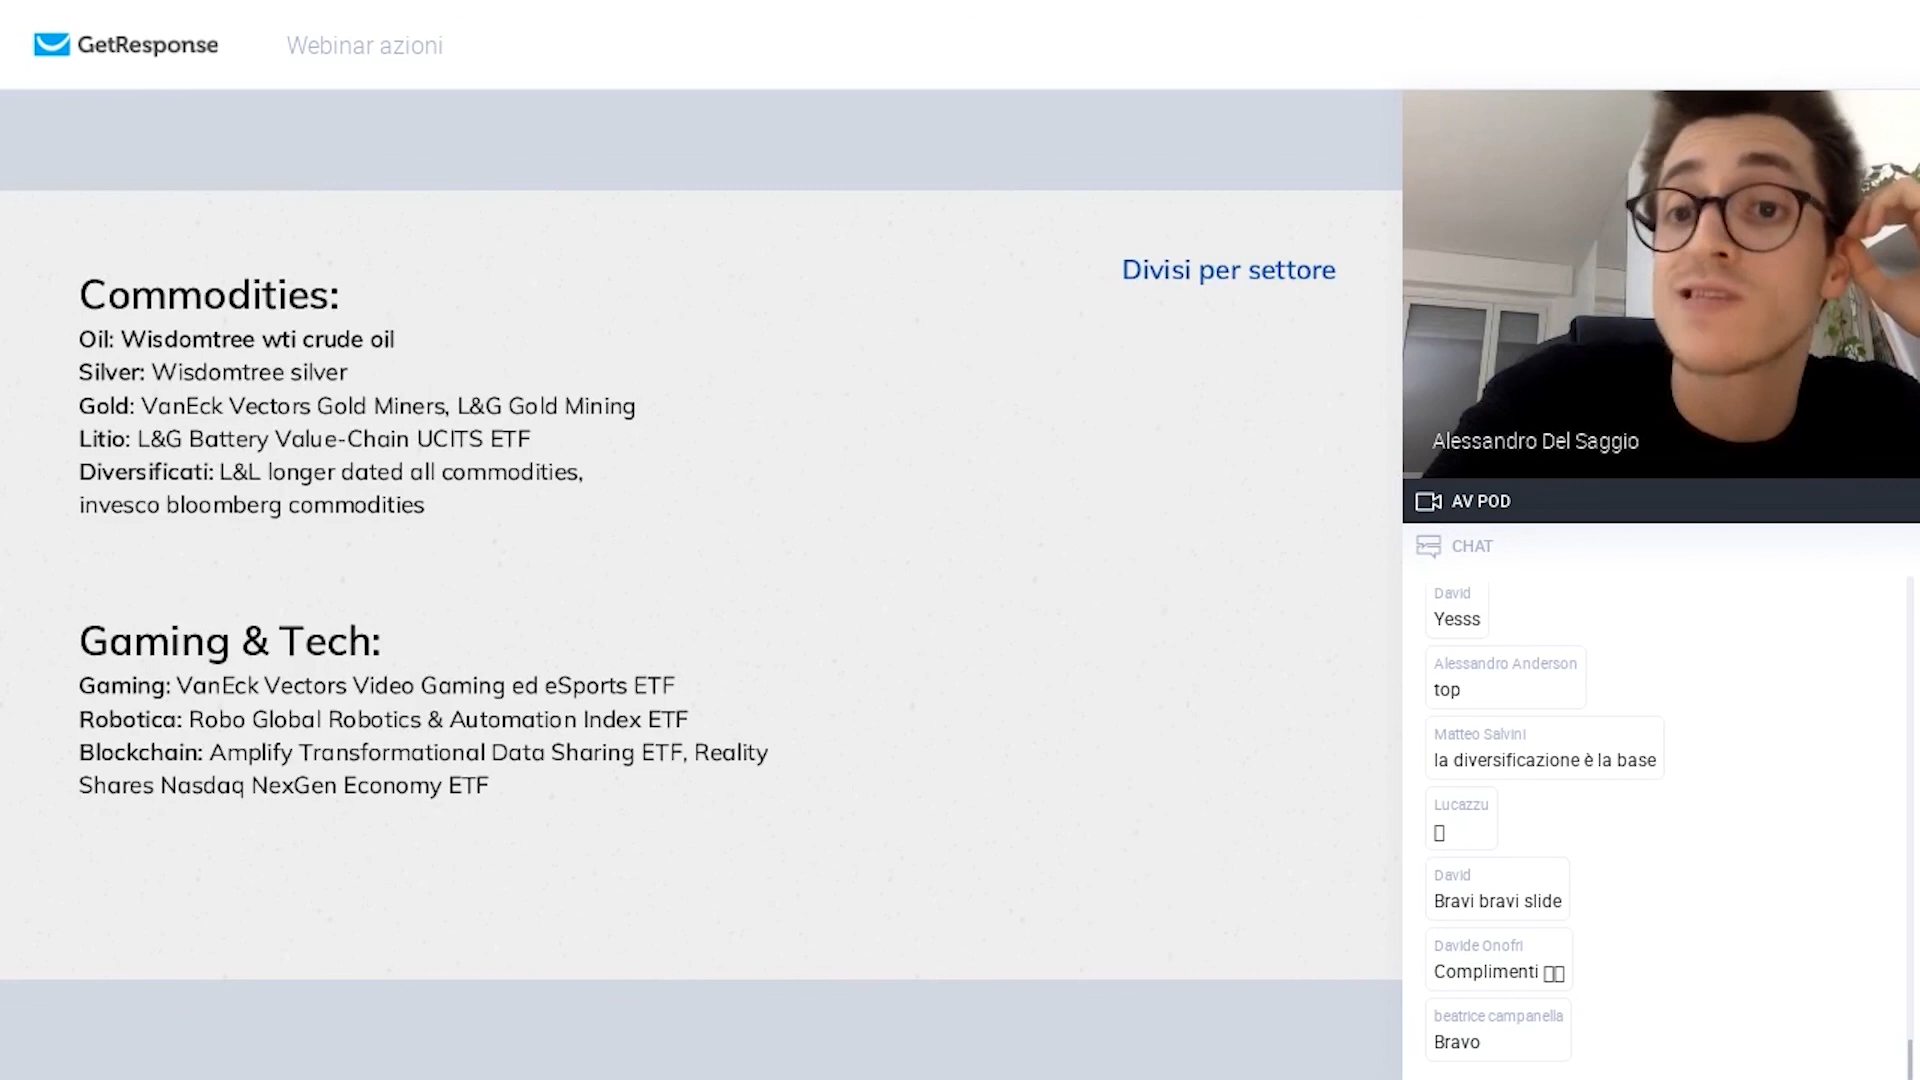 GetResponse
Webinar azioni
Divisi per settore
Commodities:
Oil: Wisdomtree wti crude oil
Silver: Wisdomtree silver
Gold: VanEck Vectors Gold Miners, L&G Gold Mining
Litio: L&G Battery Value-Chain UCITS ETF
Diversificati: L&L longer dated all commodities,
invesco bloomberg commodities
Gaming & Tech:
Gaming: VanEck Vectors Video Gaming ed eSports ETF
Robotica: Robo Global Robotics & Automation Index ETF
Blockchain: Amplify Transformational Data Sharing ETF, Reality
Shares Nasdaq NexGen Economy ETF
Alessandro Del Saggio
AV POD
CHAT
David
Yesss
Alessandro Anderson
top
Matteo Salvini
la diversificazione è la base
Lucazzu
David
Bravi bravi slide
Davide Onofri
Complimenti
beatrice campanella
Bravo